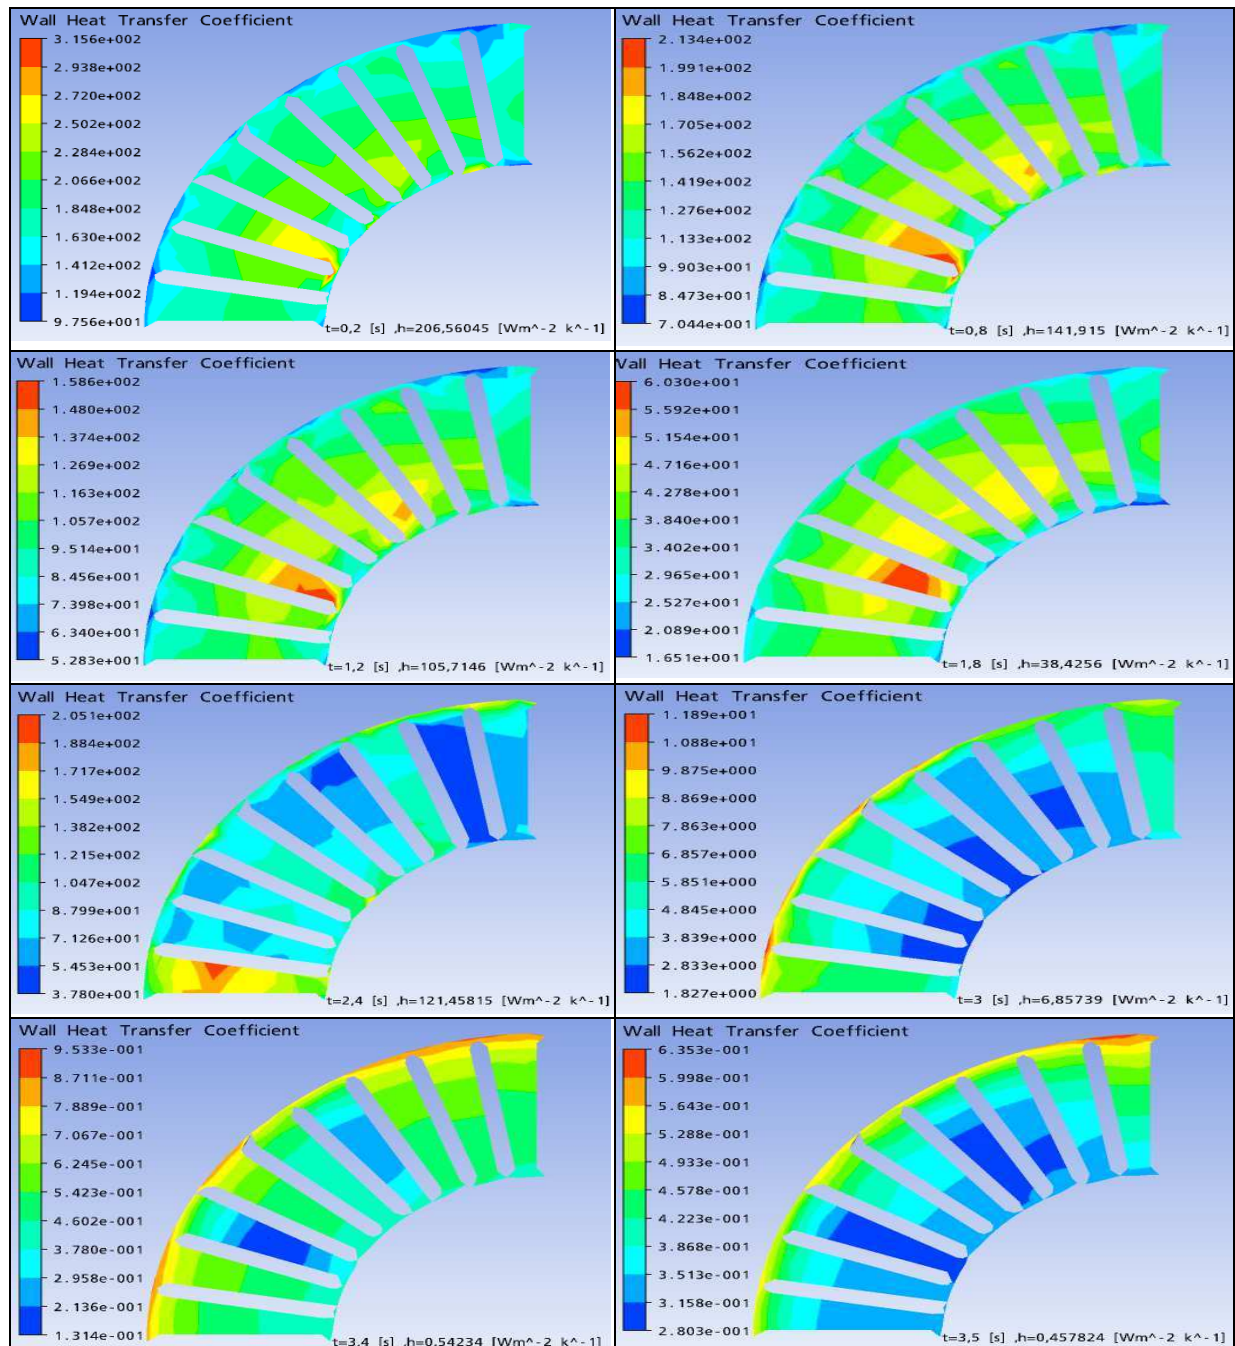 Wall Heat Transfer Coefficient
3.156e+002
2.938e+002
2.720e+002
2.502e+002
2.284e+002
2.066e+002
1.848e+002
1.630e+002
1.412e+002
1.194e+002
9.756e+001
t=0,2 [s] ,h=206,56045 [Wm^-2 k^-1]
Wall Heat Transfer Coefficient
2.134e+002
1.991e+002
1.848e+002
1.705e+002
1.562e+002
1.419e+002
1.276e+002
1.133e+002
9.903e+001
8.473e+001
7.044e+001
t=0,8 [s] ,h=141,915 [Wm^-2 k^-1]
Wall Heat Transfer Coefficient
1.586e+002
1.480e+002
1.374e+002
1.269e+002
1.163e+002
1.057e+002
9.514e+001
8.456e+001
7.398e+001
6.340e+001
5.283e+001
t=1,2 [s] ,h=105,7146 [Wm^-2 k^-1]
Wall Heat Transfer Coefficient
6.030e+001
5.592e+001
5.154e+001
4.716e+001
4.278e+001
3.840e+001
3.402e+001
2.965e+001
2.527e+001
2.089e+001
1.651e+001
t=1,8 [s] ,h=38,4256 [Wm^-2 k^-1]
Wall Heat Transfer Coefficient
2.051e+002
1.884e+002
1.717e+002
1.549e+002
1.382e+002
1.215e+002
1.047e+002
8.799e+001
7.126e+001
5.453e+001
3.780e+001
t=2,4 [s] ,h=121,45815 [Wm^-2 k^-1]
Wall Heat Transfer Coefficient
1.189e+001
1.088e+001
9.875e+000
8.869e+000
7.863e+000
6.857e+000
5.851e+000
4.845e+000
3.839e+000
2.833e+000
1.827e+000
t=3 [s] ,h=6,85739 [Wm^-2 k^-1]
Wall Heat Transfer Coefficient
9.533e-001
8.711e-001
7.889e-001
7.067e-001
6.245e-001
5.423e-001
4.602e-001
3.780e-001
2.958e-001
2.136e-001
1.314e-001
t=3,4 [s] ,h=0,54234 [Wm^-2 k^-1]
Wall Heat Transfer Coefficient
6.353e-001
5.998e-001
5.643e-001
5.288e-001
4.933e-001
4.578e-001
4.223e-001
3.868e-001
3.513e-001
3.158e-001
2.803e-001
t=3,5 [s] ,h=0,457824 [Wm^-2 k^-1]